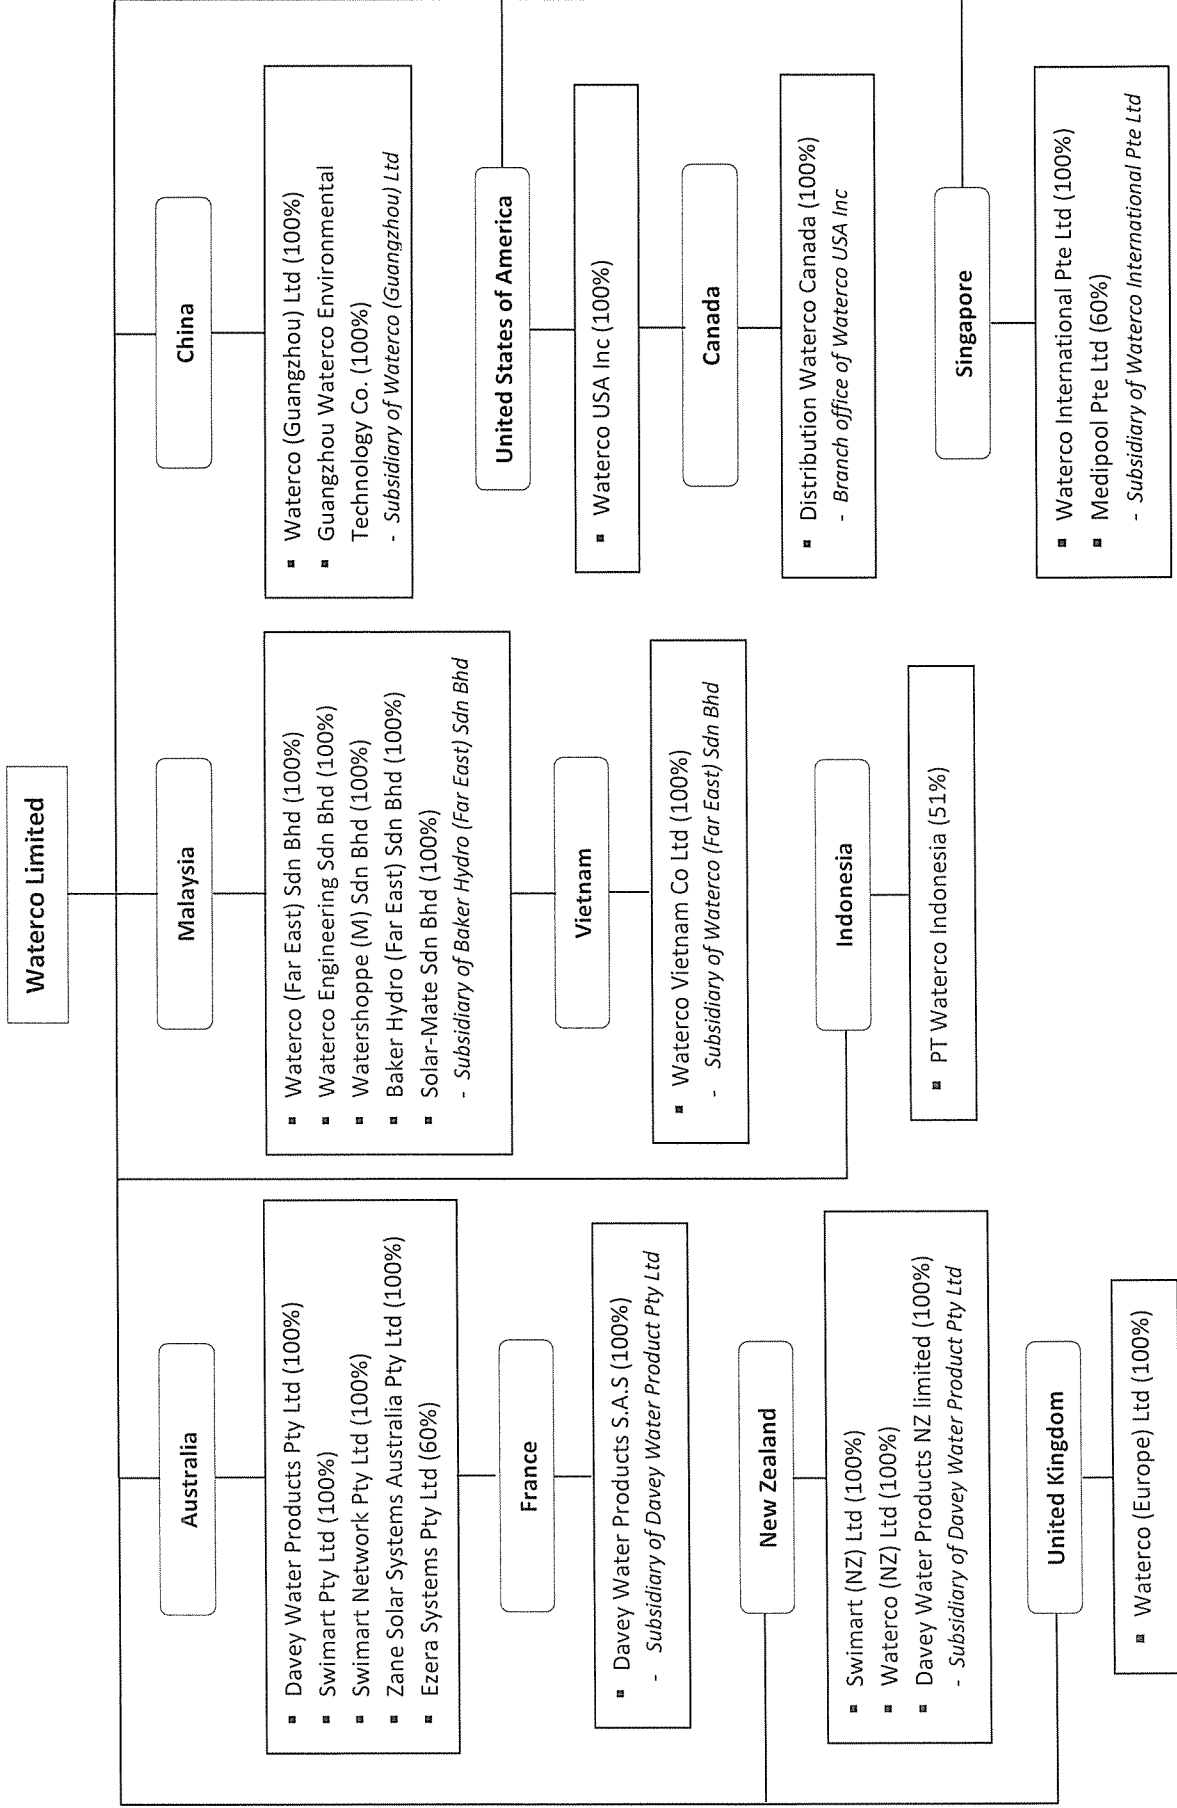 Waterco Limited
Australia
▪ Davey Water Products Pty Ltd (100%)
▪ Swimart Pty Ltd (100%)
▪ Swimart Network Pty Ltd (100%)
▪ Zane Solar Systems Australia Pty Ltd (100%)
▪ Ezera Systems Pty Ltd (60%)
France
▪ Davey Water Products S.A.S (100%)
- Subsidiary of Davey Water Product Pty Ltd
New Zealand
▪ Swimart (NZ) Ltd (100%)
▪ Waterco (NZ) Ltd (100%)
▪ Davey Water Products NZ limited (100%)
- Subsidiary of Davey Water Product Pty Ltd
United Kingdom
▪ Waterco (Europe) Ltd (100%)
Malaysia
▪ Waterco (Far East) Sdn Bhd (100%)
▪ Waterco Engineering Sdn Bhd (100%)
▪ Watershoppe (M) Sdn Bhd (100%)
▪ Baker Hydro (Far East) Sdn Bhd (100%)
▪ Solar-Mate Sdn Bhd (100%)
- Subsidiary of Baker Hydro (Far East) Sdn Bhd
Vietnam
▪ Waterco Vietnam Co Ltd (100%)
- Subsidiary of Waterco (Far East) Sdn Bhd
Indonesia
▪ PT Waterco Indonesia (51%)
China
▪ Waterco (Guangzhou) Ltd (100%)
▪ Guangzhou Waterco Environmental
Technology Co. (100%)
- Subsidiary of Waterco (Guangzhou) Ltd
United States of America
▪ Waterco USA Inc (100%)
Canada
▪ Distribution Waterco Canada (100%)
- Branch office of Waterco USA Inc
Singapore
▪ Waterco International Pte Ltd (100%)
▪ Medipool Pte Ltd (60%)
- Subsidiary of Waterco International Pte Ltd